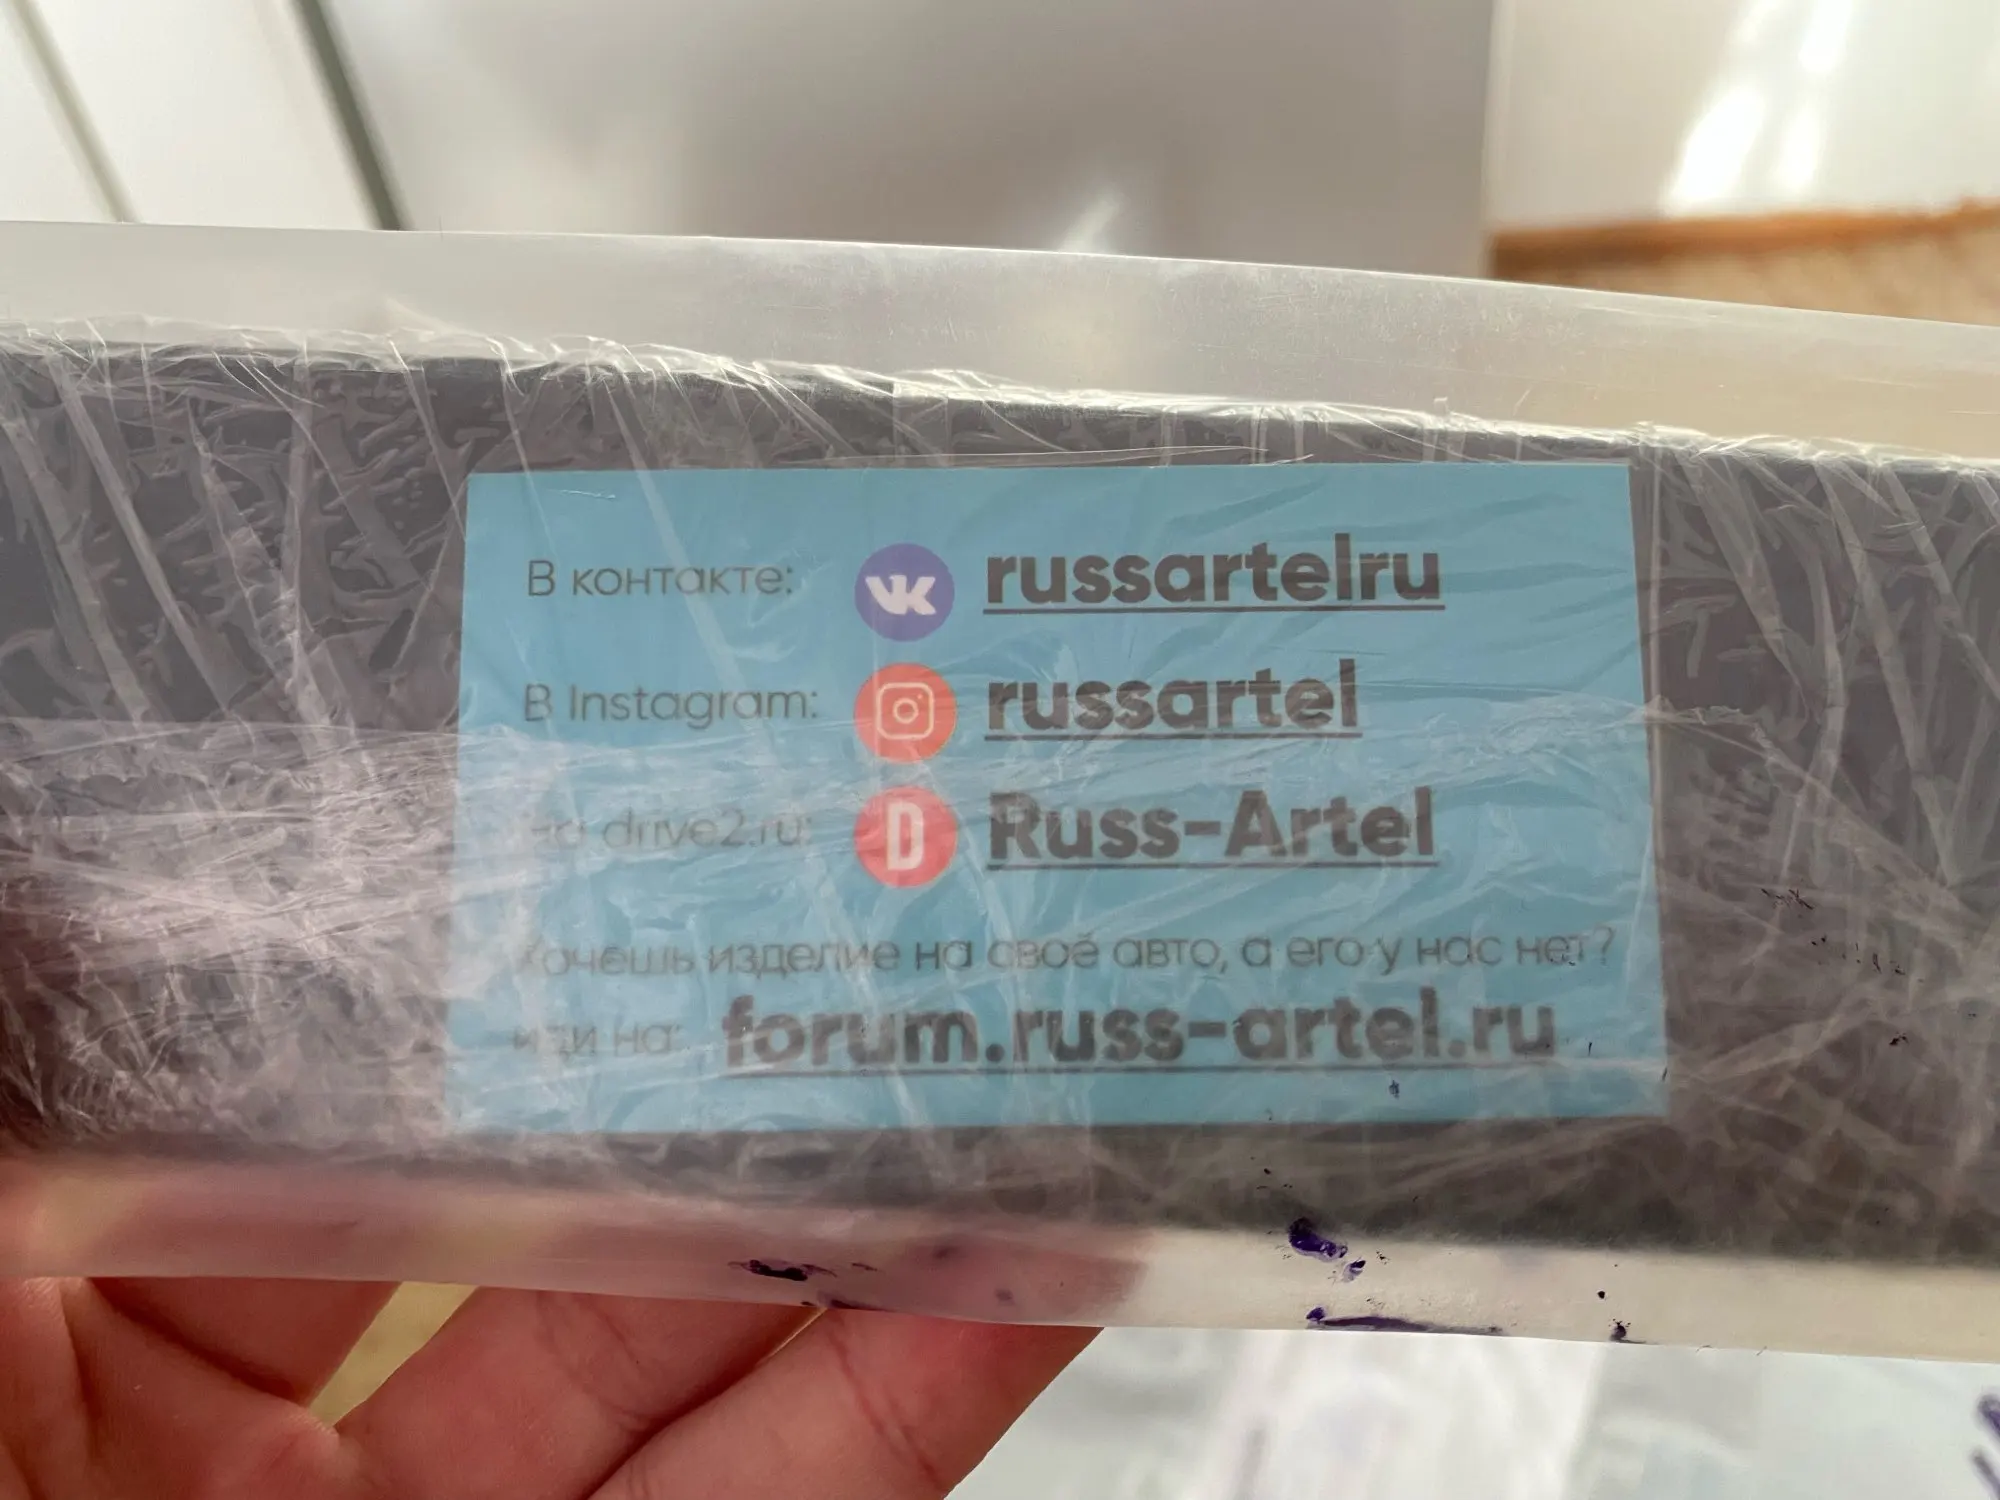 В контакте: VK russartelru
В Instagram: russartel
на drive2.ru: D Russ-Artel
Хочешь изделие на своё авто, а его у нас нет?
иди на: forum.russ-artel.ru